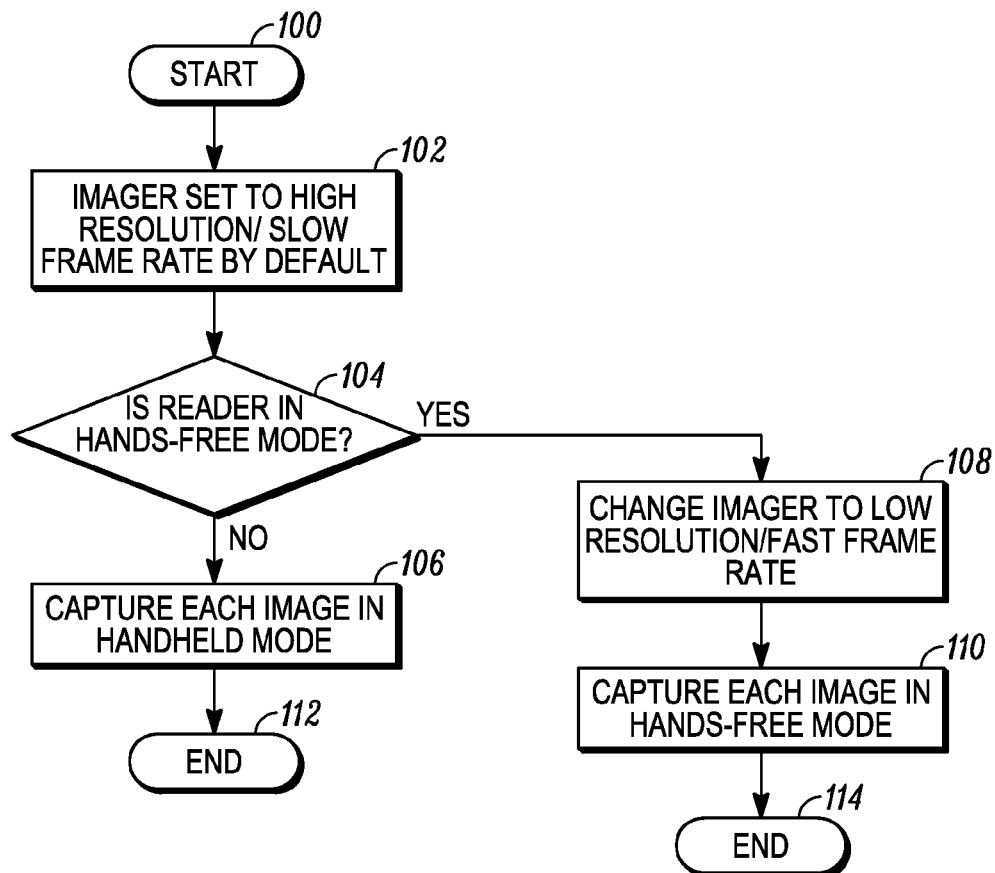 100
START
102
IMAGER SET TO HIGH
RESOLUTION/ SLOW
FRAME RATE BY DEFAULT
104
IS READER IN
HANDS-FREE MODE?
YES
NO
106
CAPTURE EACH IMAGE IN
HANDHELD MODE
112
END
108
CHANGE IMAGER TO LOW
RESOLUTION/FAST FRAME
RATE
110
CAPTURE EACH IMAGE IN
HANDS-FREE MODE
114
END